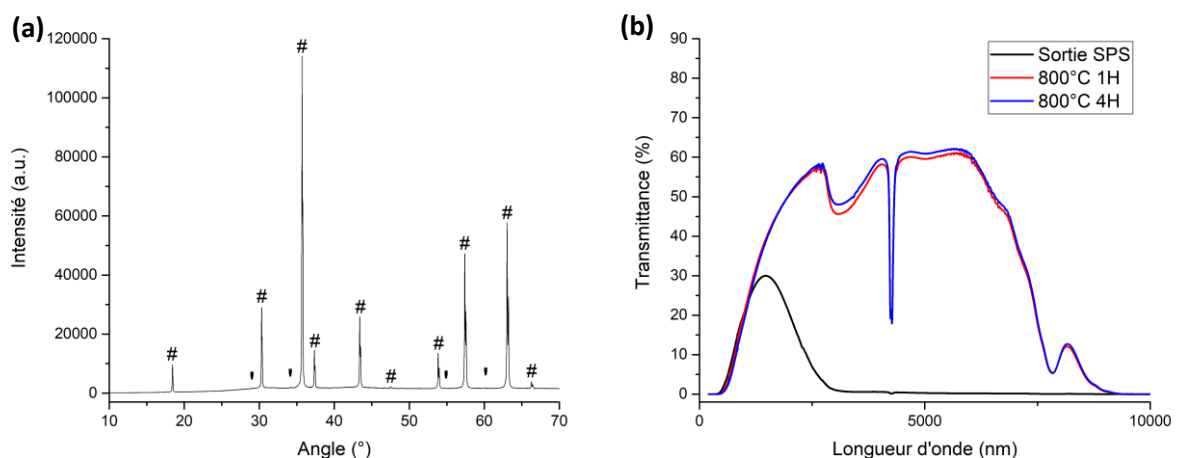 (a)
120000
100000
80000
60000
40000
20000
0
Intensité (a.u.)
# # # # # # # # # #
10 20 30 40 50 60 70
Angle (°)
(b)
90
80
70
60
50
40
30
20
10
0
Transmittance (%)
Sortie SPS
800°C 1H
800°C 4H
0 5000 10000
Longueur d'onde (nm)